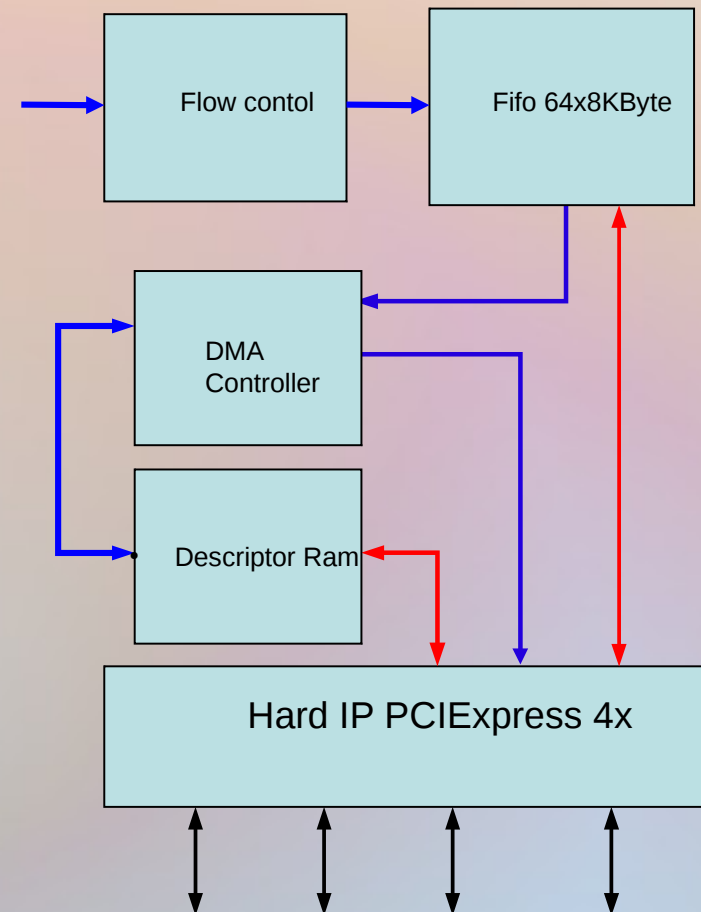 Flow contol
Fifo 64x8KByte
DMA
Controller
Descriptor Ram
Hard IP PCIExpress 4x